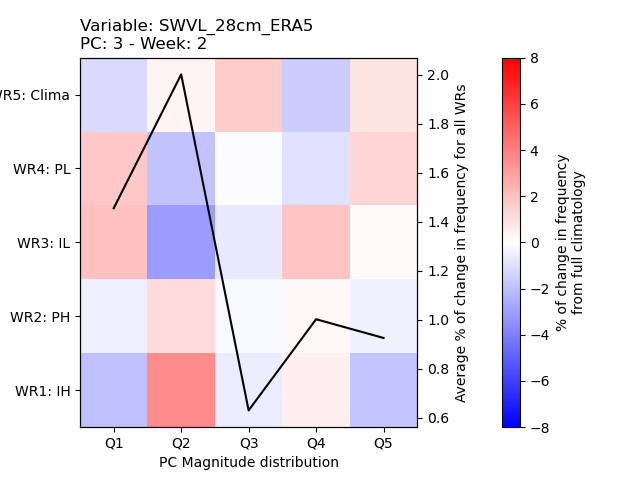 Variable: SWVL_28cm_ERA5
PC: 3 - Week: 2
WR5: Clima
WR4: PL
WR3: IL
WR2: PH
WR1: IH
Q1 Q2 Q3 Q4 Q5
PC Magnitude distribution
2.0
1.8
1.6
1.4
1.2
1.0
0.8
0.6
Average % of change in frequency for all WRs
8
6
4
2
0
−2
−4
−6
−8
% of change in frequency
from full climatology